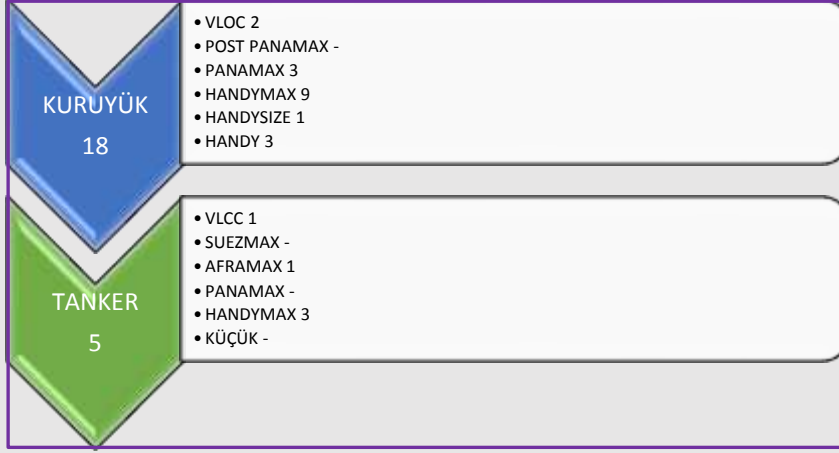 KURUYÜK
18
• VLOC 2
• POST PANAMAX -
• PANAMAX 3
• HANDYMAX 9
• HANDYSIZE 1
• HANDY 3
TANKER
5
• VLCC 1
• SUEZMAX -
• AFRAMAX 1
• PANAMAX -
• HANDYMAX 3
• KÜÇÜK -